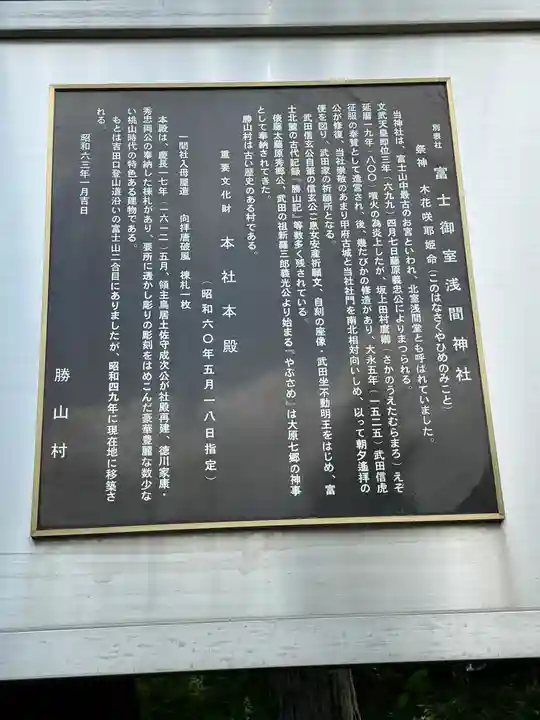 別表社 富士御室浅間神社
祭神 木花咲耶姫命(このはなさくやひめのみこと)
当神社は、富士山中最古のお宮といわれ、北室浅間堂とも呼ばれていました。
文武天皇即位三年(六九九)四月七日藤原義忠公によりまつられる。
延暦一九年(八〇〇)噴火の為炎上したが、坂上田村麿卿(さかのうえたむらまろ)えぞ
征服の奉賛として造営され、後、幾たびかの修造があり、大永五年(一五二五)武田信虎
公が修復、当社崇敬のあまり甲府古城と当社社門を南北相対向いしめ、以って朝夕遙拝の
便を図り、武田家の祈願所となる。
武田信玄公自筆の信玄公息女安産祈願文、自刻の座像・武田坐不動明王をはじめ、富
士北麓の古代記録『勝山記』等数多く残されている。
俵藤太藤原秀郷公、武田の祖新羅三郎義光公より始まる『やぶさめ』は大原七郷の神事
として奉納されてきた。
勝山村は古い歴史のある村である。
重要文化財 本社本殿
(昭和六〇年五月一八日指定)
一間社入母屋造 向拝唐破風 棟札一枚
本殿は、慶長一七年(一六一二)五月、領主鳥居土佐守成次公が社殿再建、徳川家康・
秀忠両公の奉納した棟札があり、要所に透かし彫りの彫刻をはめこんだ豪華豊麗な数少な
い桃山時代の特色ある建物である。
もとは吉田口登山道沿いの富士山二合目にありましたが、昭和四九年に現在地に移築さ
れる。
昭和六三年一月吉日
勝山村